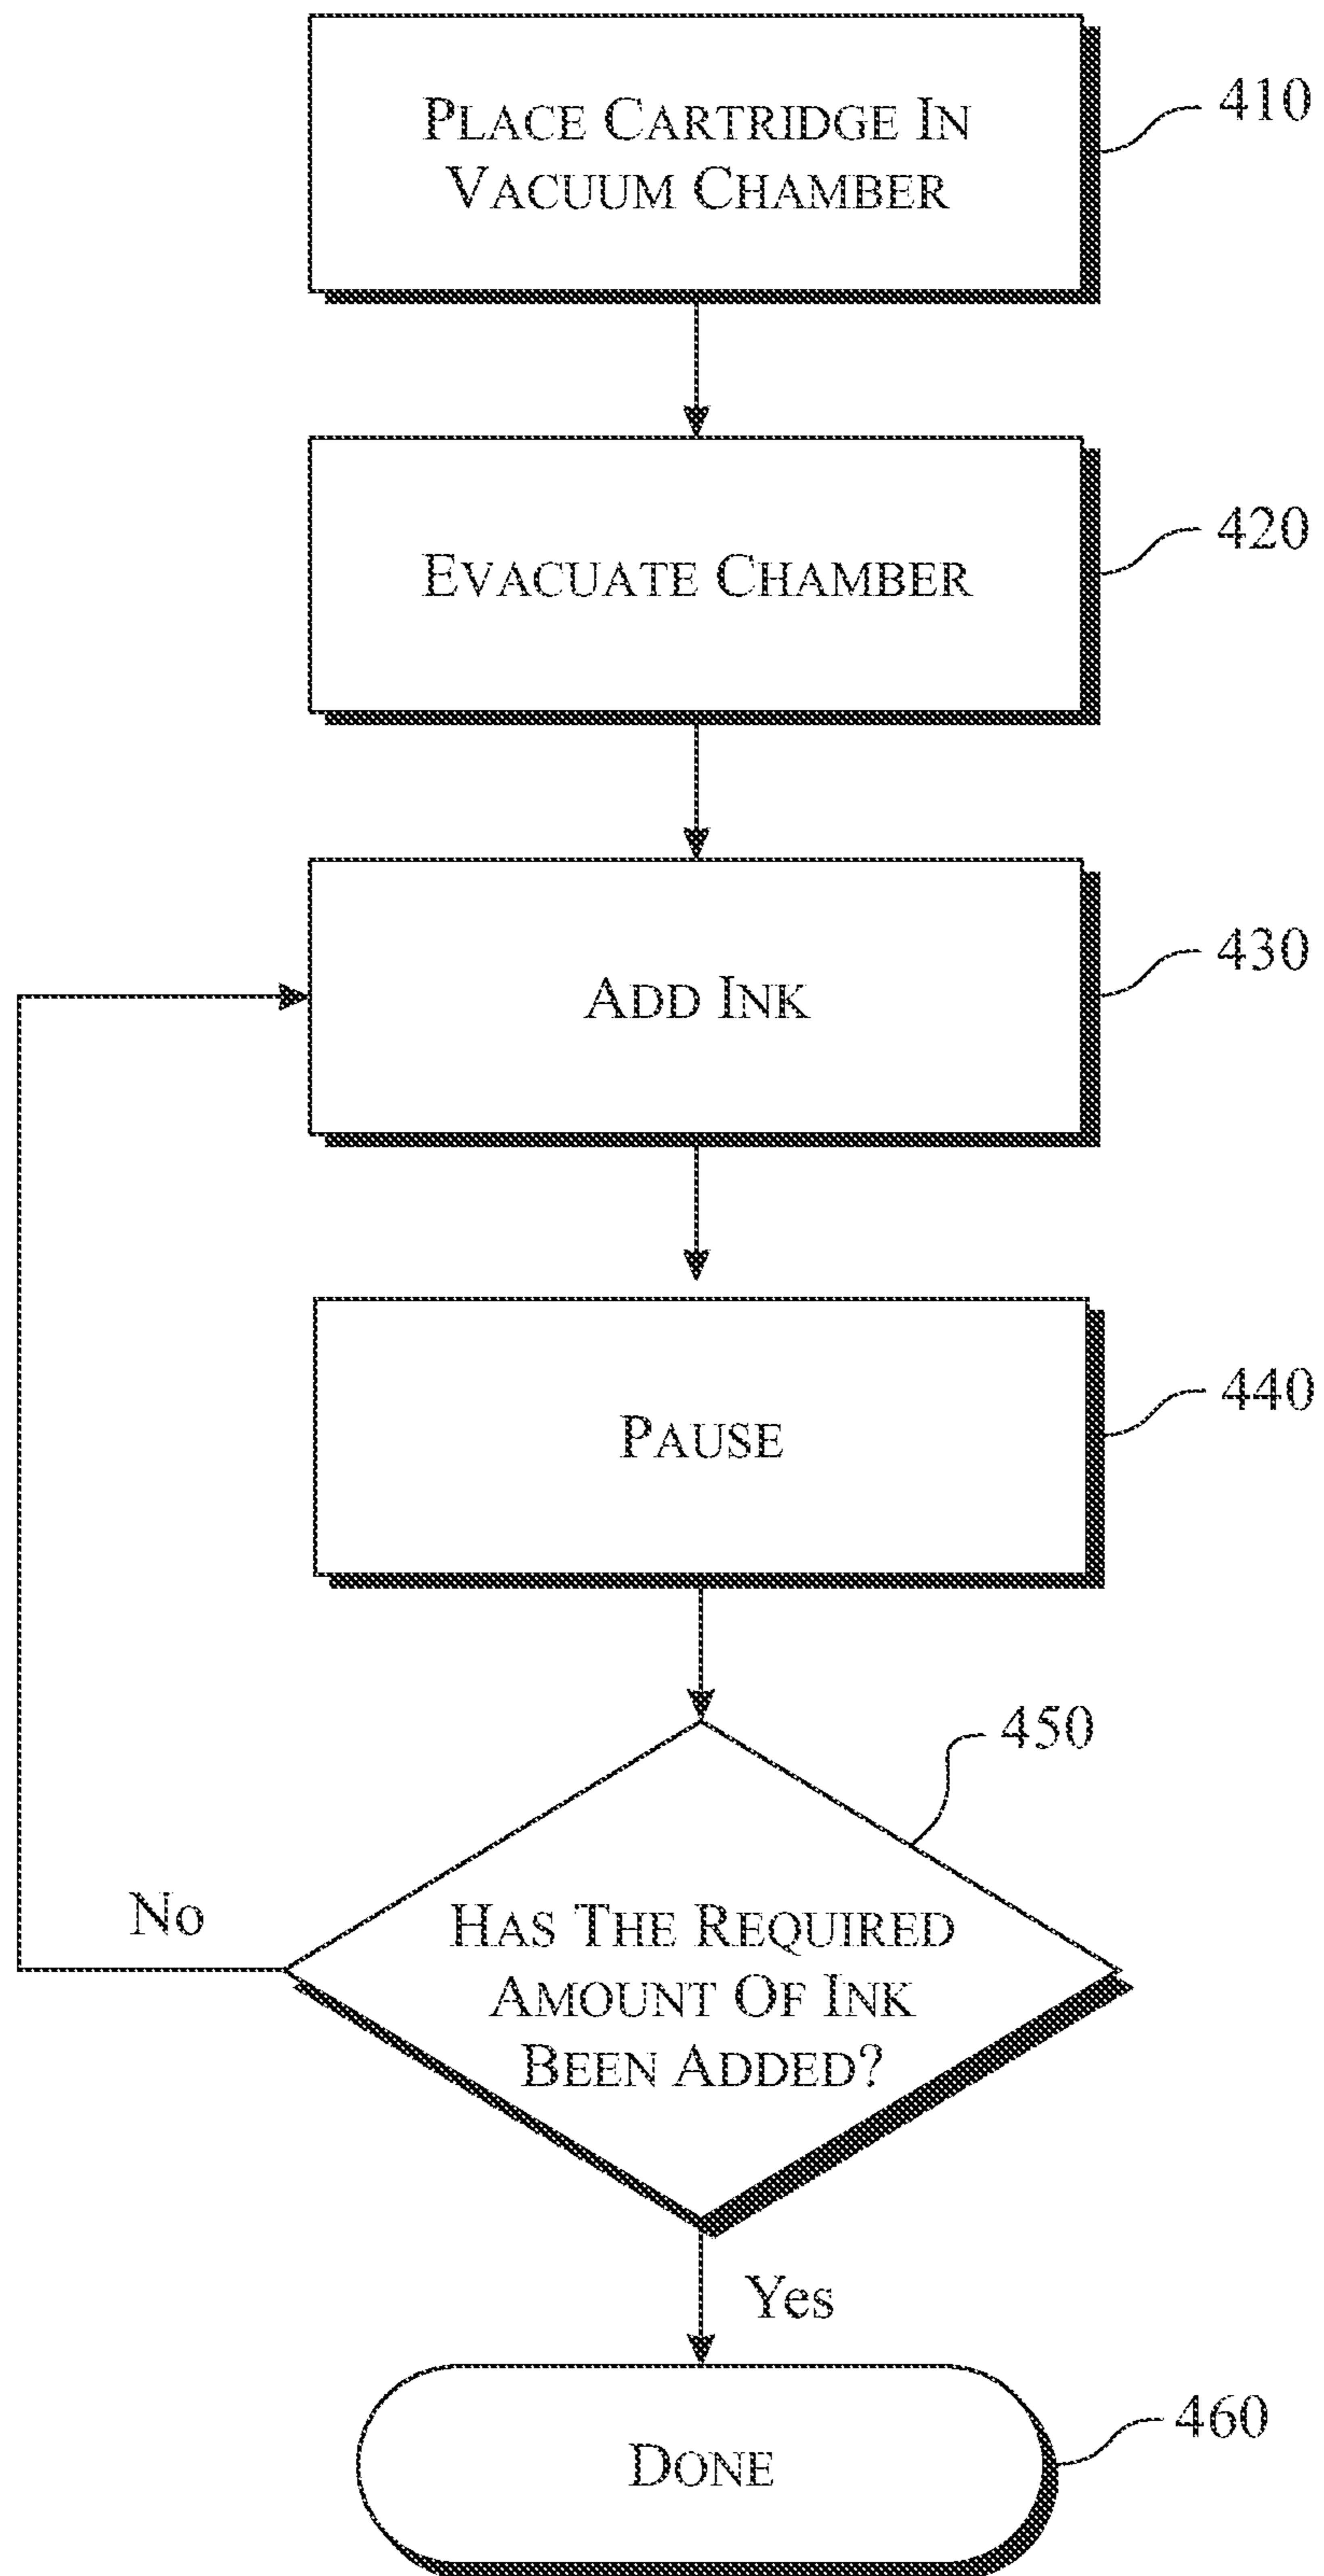 PLACE CARTRIDGE IN
VACUUM CHAMBER
410
EVACUATE CHAMBER
420
ADD INK
430
PAUSE
440
450
HAS THE REQUIRED
AMOUNT OF INK
BEEN ADDED?
No
Yes
DONE
460